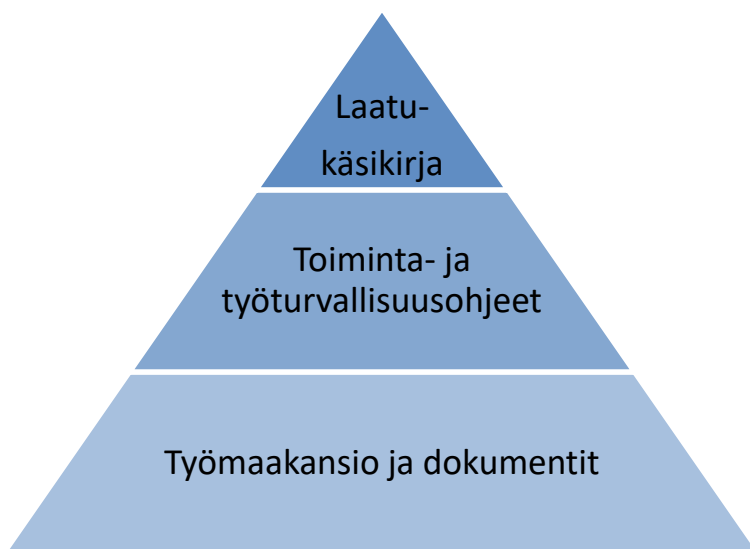 Laatu-
käsikirja
Toiminta- ja
työturvallisuusohjeet
Työmaakansio ja dokumentit